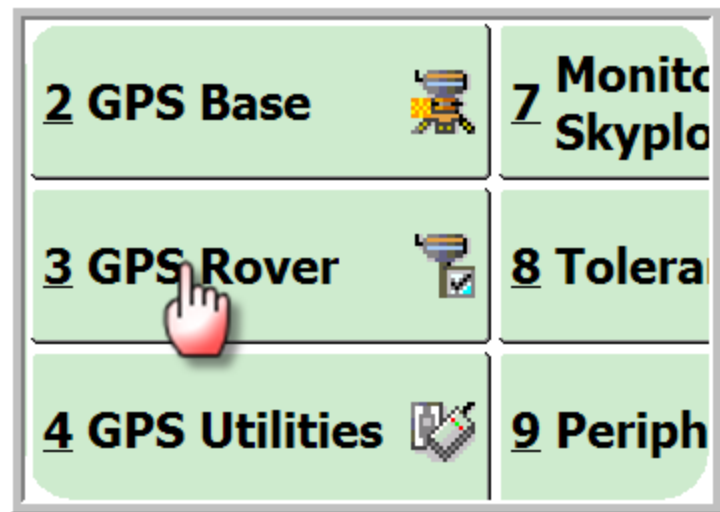 2 GPS Base
7 Monito
Skyplo
3 GPS Rover
8 Tolera
4 GPS Utilities
9 Periph